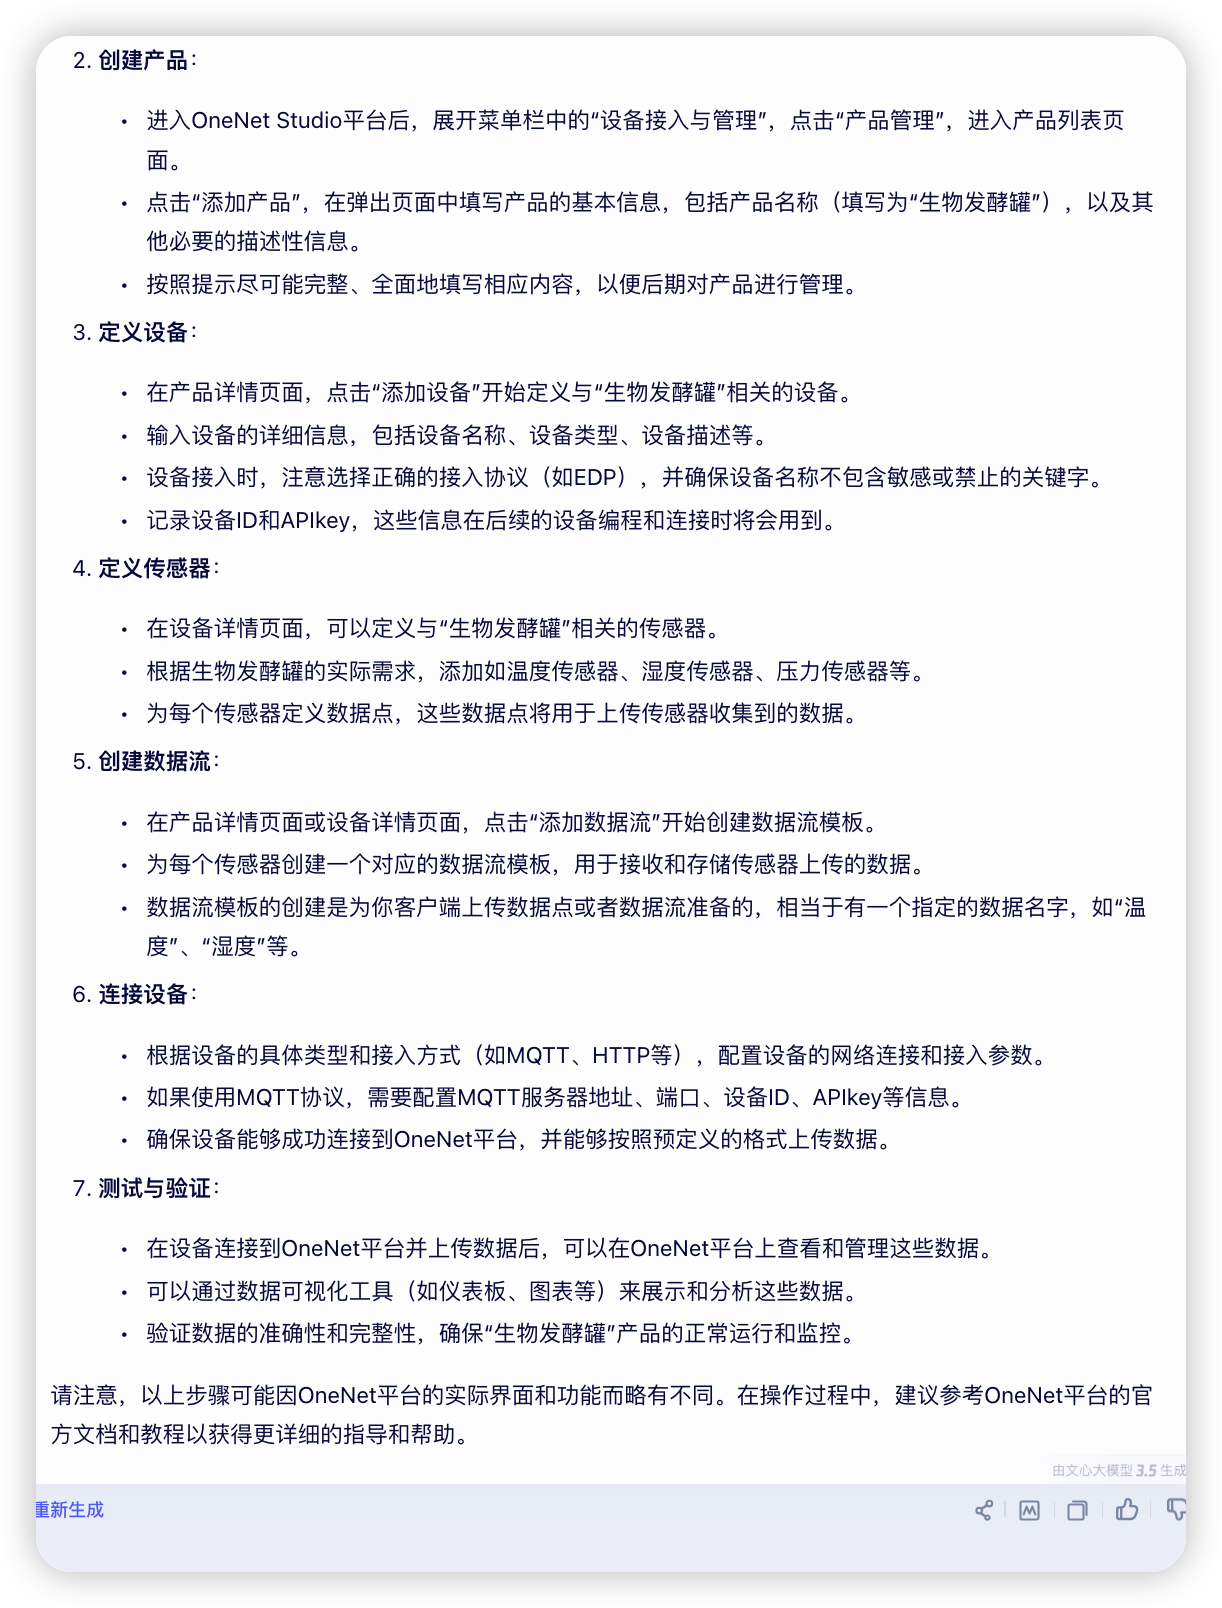 2. 创建产品：
• 进入OneNet Studio平台后，展开菜单栏中的“设备接入与管理”，点击“产品管理”，进入产品列表页
面。
• 点击“添加产品”，在弹出页面中填写产品的基本信息，包括产品名称（填写为“生物发酵罐”），以及其
他必要的描述性信息。
• 按照提示尽可能完整、全面地填写相应内容，以便后期对产品进行管理。
3. 定义设备：
• 在产品详情页面，点击“添加设备”开始定义与“生物发酵罐”相关的设备。
• 输入设备的详细信息，包括设备名称、设备类型、设备描述等。
• 设备接入时，注意选择正确的接入协议（如EDP），并确保设备名称不包含敏感或禁止的关键字。
• 记录设备ID和APIkey，这些信息在后续的设备编程和连接时将会用到。
4. 定义传感器：
• 在设备详情页面，可以定义与“生物发酵罐”相关的传感器。
• 根据生物发酵罐的实际需求，添加如温度传感器、湿度传感器、压力传感器等。
• 为每个传感器定义数据点，这些数据点将用于上传传感器收集到的数据。
5. 创建数据流：
• 在产品详情页面或设备详情页面，点击“添加数据流”开始创建数据流模板。
• 为每个传感器创建一个对应的数据流模板，用于接收和存储传感器上传的数据。
• 数据流模板的创建是为你客户端上传数据点或者数据流准备的，相当于有一个指定的数据名字，如“温
度”、“湿度”等。
6. 连接设备：
• 根据设备的具体类型和接入方式（如MQTT、HTTP等），配置设备的网络连接和接入参数。
• 如果使用MQTT协议，需要配置MQTT服务器地址、端口、设备ID、APIkey等信息。
• 确保设备能够成功连接到OneNet平台，并能够按照预定义的格式上传数据。
7. 测试与验证：
• 在设备连接到OneNet平台并上传数据后，可以在OneNet平台上查看和管理这些数据。
• 可以通过数据可视化工具（如仪表板、图表等）来展示和分析这些数据。
• 验证数据的准确性和完整性，确保“生物发酵罐”产品的正常运行和监控。
请注意，以上步骤可能因OneNet平台的实际界面和功能而略有不同。在操作过程中，建议参考OneNet平台的官
方文档和教程以获得更详细的指导和帮助。
由文心大模型 3.5 生成
重新生成